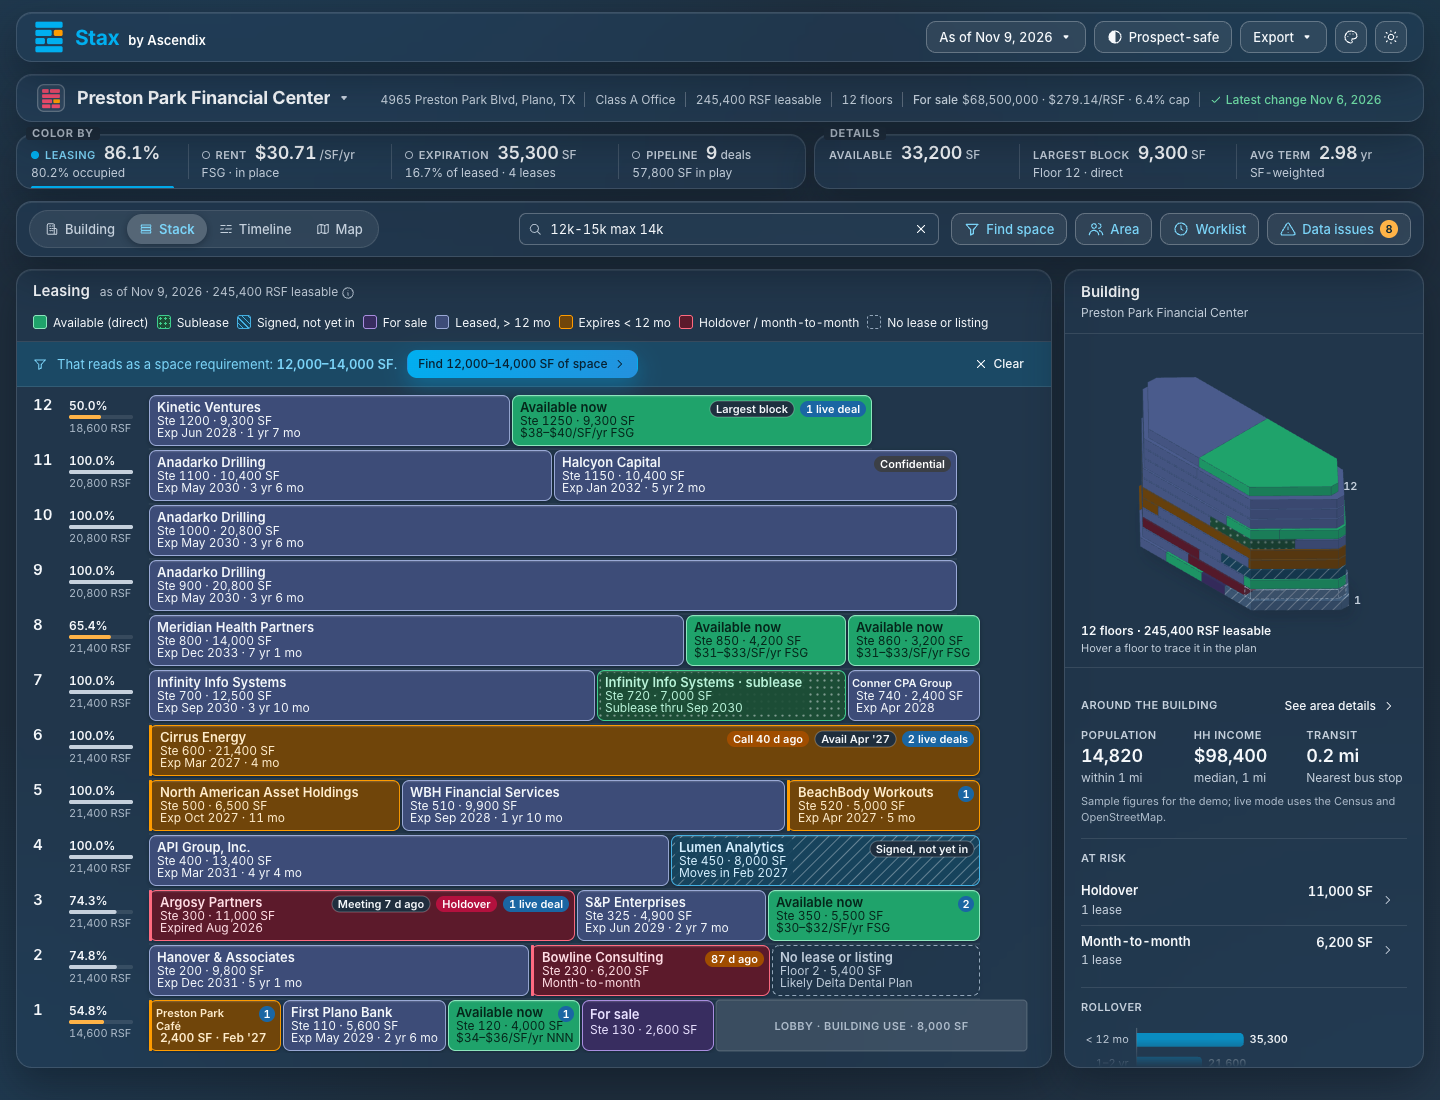 Stax by Ascendix
As of Nov 9, 2026
Prospect-safe
Export
Preston Park Financial Center
4965 Preston Park Blvd, Plano, TX
Class A Office
245,400 RSF leasable
12 floors
For sale $68,500,000 · $279.14/RSF · 6.4% cap
✓ Latest change Nov 6, 2026
COLOR BY
LEASING 86.1%
80.2% occupied
RENT $30.71 /SF/yr
FSG · in place
EXPIRATION 35,300 SF
16.7% of leased · 4 leases
PIPELINE 9 deals
57,800 SF in play
DETAILS
AVAILABLE 33,200 SF
LARGEST BLOCK 9,300 SF
Floor 12 · direct
AVG TERM 2.98 yr
SF-weighted
Building
Stack
Timeline
Map
12k-15k max 14k
Find space
Area
Worklist
Data issues 8
Leasing as of Nov 9, 2026 · 245,400 RSF leasable
Available (direct)
Sublease
Signed, not yet in
For sale
Leased, > 12 mo
Expires < 12 mo
Holdover / month-to-month
No lease or listing
That reads as a space requirement: 12,000–14,000 SF.
Find 12,000–14,000 SF of space
Clear
12
50.0%
18,600 RSF
Kinetic Ventures
Ste 1200 · 9,300 SF
Exp Jun 2028 · 1 yr 7 mo
Available now
Ste 1250 · 9,300 SF
$38–$40/SF/yr FSG
Largest block
1 live deal
11
100.0%
20,800 RSF
Anadarko Drilling
Ste 1100 · 10,400 SF
Exp May 2030 · 3 yr 6 mo
Halcyon Capital
Ste 1150 · 10,400 SF
Exp Jan 2032 · 5 yr 2 mo
Confidential
10
100.0%
20,800 RSF
Anadarko Drilling
Ste 1000 · 20,800 SF
Exp May 2030 · 3 yr 6 mo
9
100.0%
20,800 RSF
Anadarko Drilling
Ste 900 · 20,800 SF
Exp May 2030 · 3 yr 6 mo
8
65.4%
21,400 RSF
Meridian Health Partners
Ste 800 · 14,000 SF
Exp Dec 2033 · 7 yr 1 mo
Available now
Ste 850 · 4,200 SF
$31–$33/SF/yr FSG
Available now
Ste 860 · 3,200 SF
$31–$33/SF/yr FSG
7
100.0%
21,400 RSF
Infinity Info Systems
Ste 700 · 12,500 SF
Exp Sep 2030 · 3 yr 10 mo
Infinity Info Systems · sublease
Ste 720 · 7,000 SF
Sublease thru Sep 2030
Conner CPA Group
Ste 740 · 2,400 SF
Exp Apr 2028
6
100.0%
21,400 RSF
Cirrus Energy
Ste 600 · 21,400 SF
Exp Mar 2027 · 4 mo
Call 40 d ago
Avail Apr '27
2 live deals
5
100.0%
21,400 RSF
North American Asset Holdings
Ste 500 · 6,500 SF
Exp Oct 2027 · 11 mo
WBH Financial Services
Ste 510 · 9,900 SF
Exp Sep 2028 · 1 yr 10 mo
BeachBody Workouts
Ste 520 · 5,000 SF
Exp Apr 2027 · 5 mo
1
4
100.0%
21,400 RSF
API Group, Inc.
Ste 400 · 13,400 SF
Exp Mar 2031 · 4 yr 4 mo
Lumen Analytics
Ste 450 · 8,000 SF
Moves in Feb 2027
Signed, not yet in
3
74.3%
21,400 RSF
Argosy Partners
Ste 300 · 11,000 SF
Expired Aug 2026
Meeting 7 d ago
Holdover
1 live deal
S&P Enterprises
Ste 325 · 4,900 SF
Exp Jun 2029 · 2 yr 7 mo
Available now
Ste 350 · 5,500 SF
$30–$32/SF/yr FSG
2
2
74.8%
21,400 RSF
Hanover & Associates
Ste 200 · 9,800 SF
Exp Dec 2031 · 5 yr 1 mo
Bowline Consulting
Ste 230 · 6,200 SF
Month-to-month
87 d ago
No lease or listing
Floor 2 · 5,400 SF
Likely Delta Dental Plan
1
54.8%
14,600 RSF
Preston Park
Café
2,400 SF · Feb '27
1
First Plano Bank
Ste 110 · 5,600 SF
Exp May 2029 · 2 yr 6 mo
Available now
Ste 120 · 4,000 SF
$34–$36/SF/yr NNN
1
For sale
Ste 130 · 2,600 SF
LOBBY · BUILDING USE · 8,000 SF
Building
Preston Park Financial Center
12
1
12 floors · 245,400 RSF leasable
Hover a floor to trace it in the plan
AROUND THE BUILDING
See area details
POPULATION
14,820
within 1 mi
HH INCOME
$98,400
median, 1 mi
TRANSIT
0.2 mi
Nearest bus stop
Sample figures for the demo; live mode uses the Census and
OpenStreetMap.
AT RISK
Holdover
1 lease
11,000 SF
Month-to-month
1 lease
6,200 SF
ROLLOVER
< 12 mo
35,300
1–2 yr
21,600